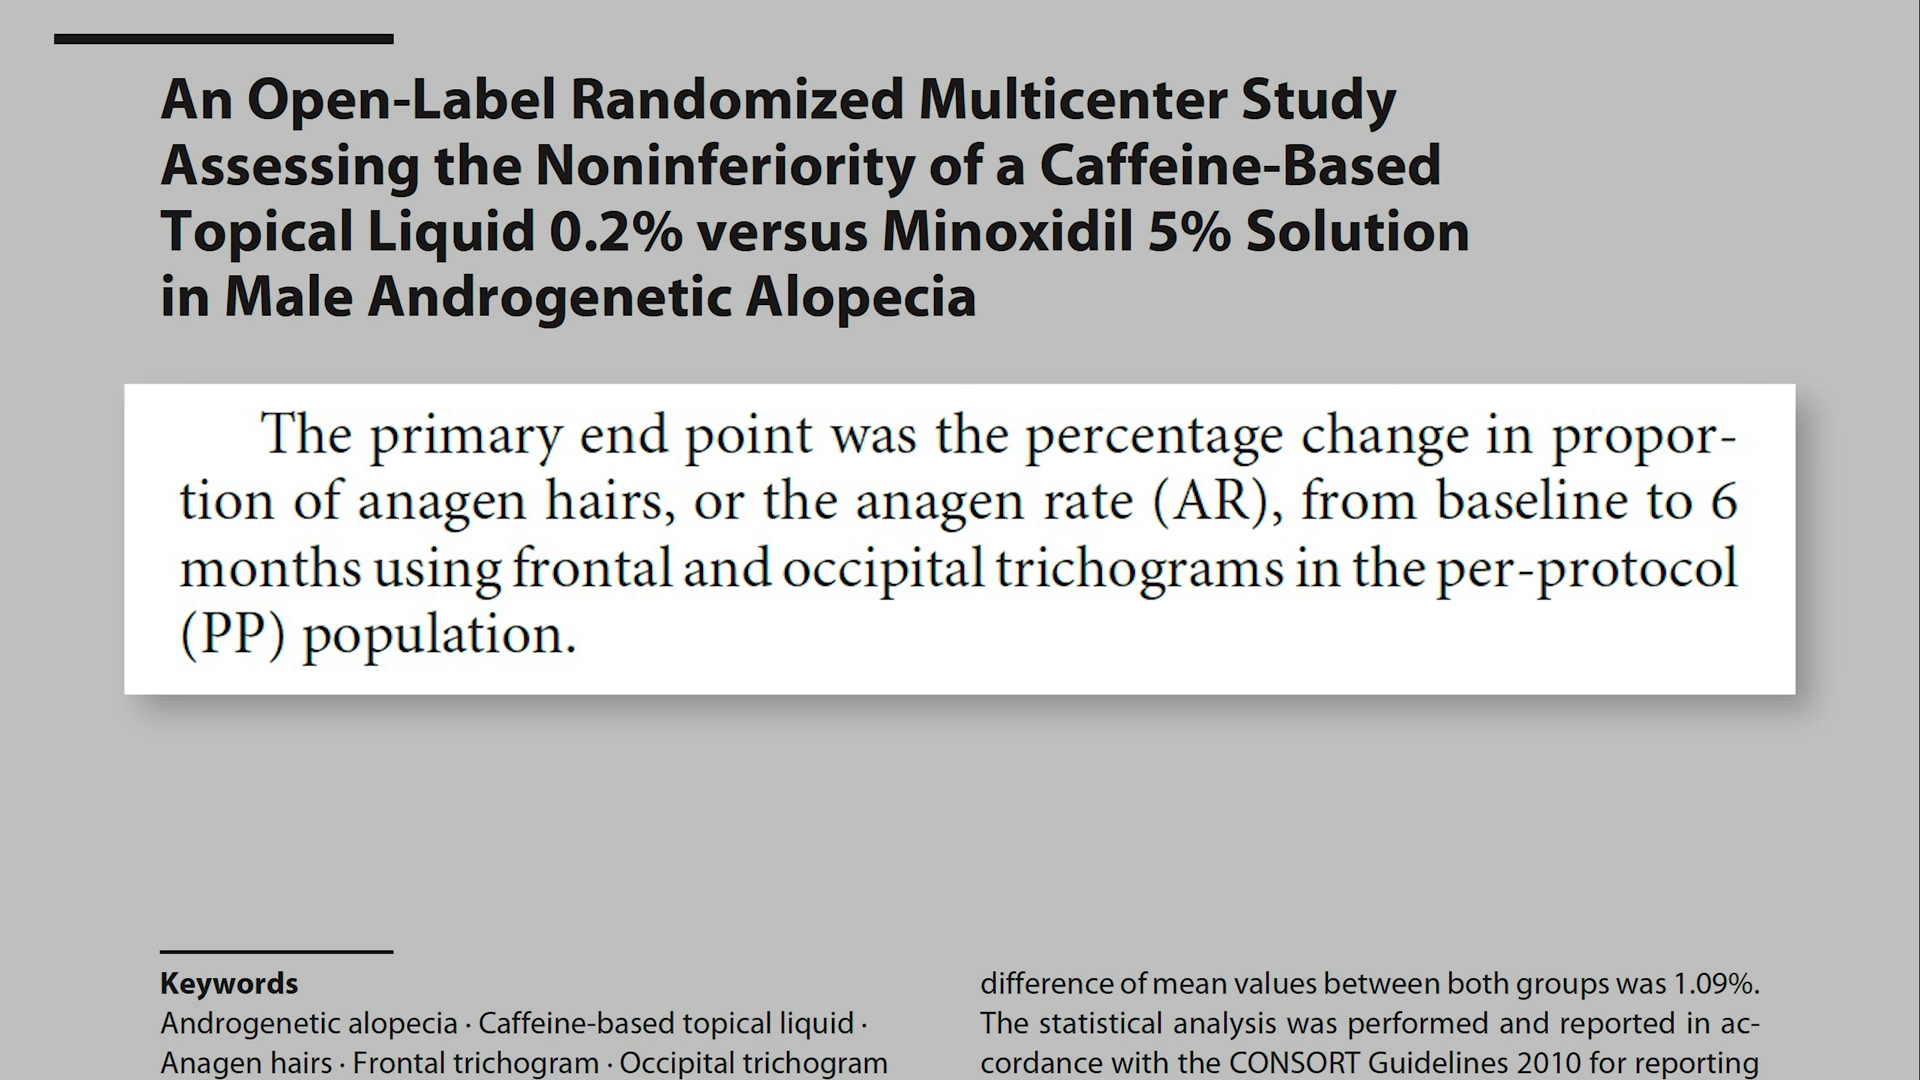 An Open-Label Randomized Multicenter Study
Assessing the Noninferiority of a Caffeine-Based
Topical Liquid 0.2% versus Minoxidil 5% Solution
in Male Androgenetic Alopecia
The primary end point was the percentage change in propor-
tion of anagen hairs, or the anagen rate (AR), from baseline to 6
months using frontal and occipital trichograms in the per-protocol
(PP) population.
Keywords
Androgenetic alopecia · Caffeine-based topical liquid ·
Anagen hairs · Frontal trichogram · Occipital trichogram
difference of mean values between both groups was 1.09%.
The statistical analysis was performed and reported in ac-
cordance with the CONSORT Guidelines 2010 for reporting